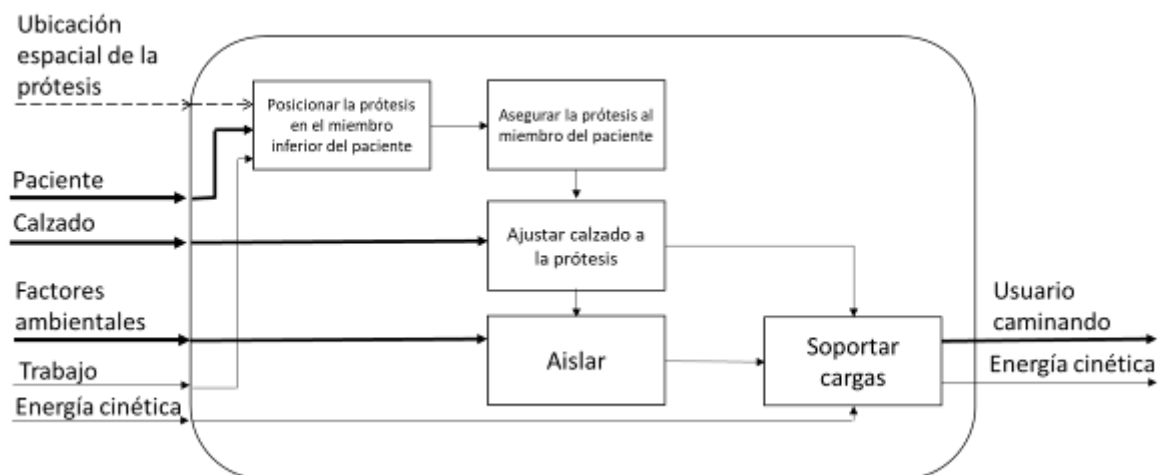 Ubicación
espacial de la
prótesis
Posicionar la prótesis
en el miembro
inferior del paciente
Asegurar la prótesis al
miembro del paciente
Paciente
Calzado
Ajustar calzado a
la prótesis
Factores
ambientales
Aislar
Soportar
cargas
Usuario
caminando
Trabajo
Energía cinética
Energía cinética